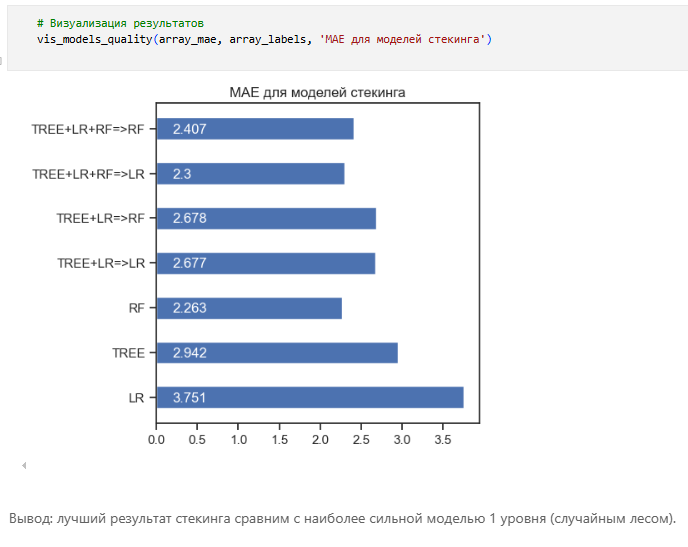 # Визуализация результатов
vis_models_quality(array_mae, array_labels, 'MAE для моделей стекинга')
MAE для моделей стекинга
TREE+LR+RF=>RF 2.407
TREE+LR+RF=>LR 2.3
TREE+LR=>RF 2.678
TREE+LR=>LR 2.677
RF 2.263
TREE 2.942
LR 3.751
0.0 0.5 1.0 1.5 2.0 2.5 3.0 3.5
Вывод: лучший результат стекинга сравним с наиболее сильной моделью 1 уровня (случайным лесом).